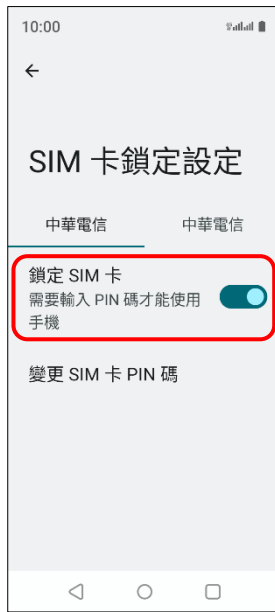 10:00
SIM 卡鎖定設定
中華電信 中華電信
鎖定 SIM 卡
需要輸入 PIN 碼才能使用
手機
變更 SIM 卡 PIN 碼